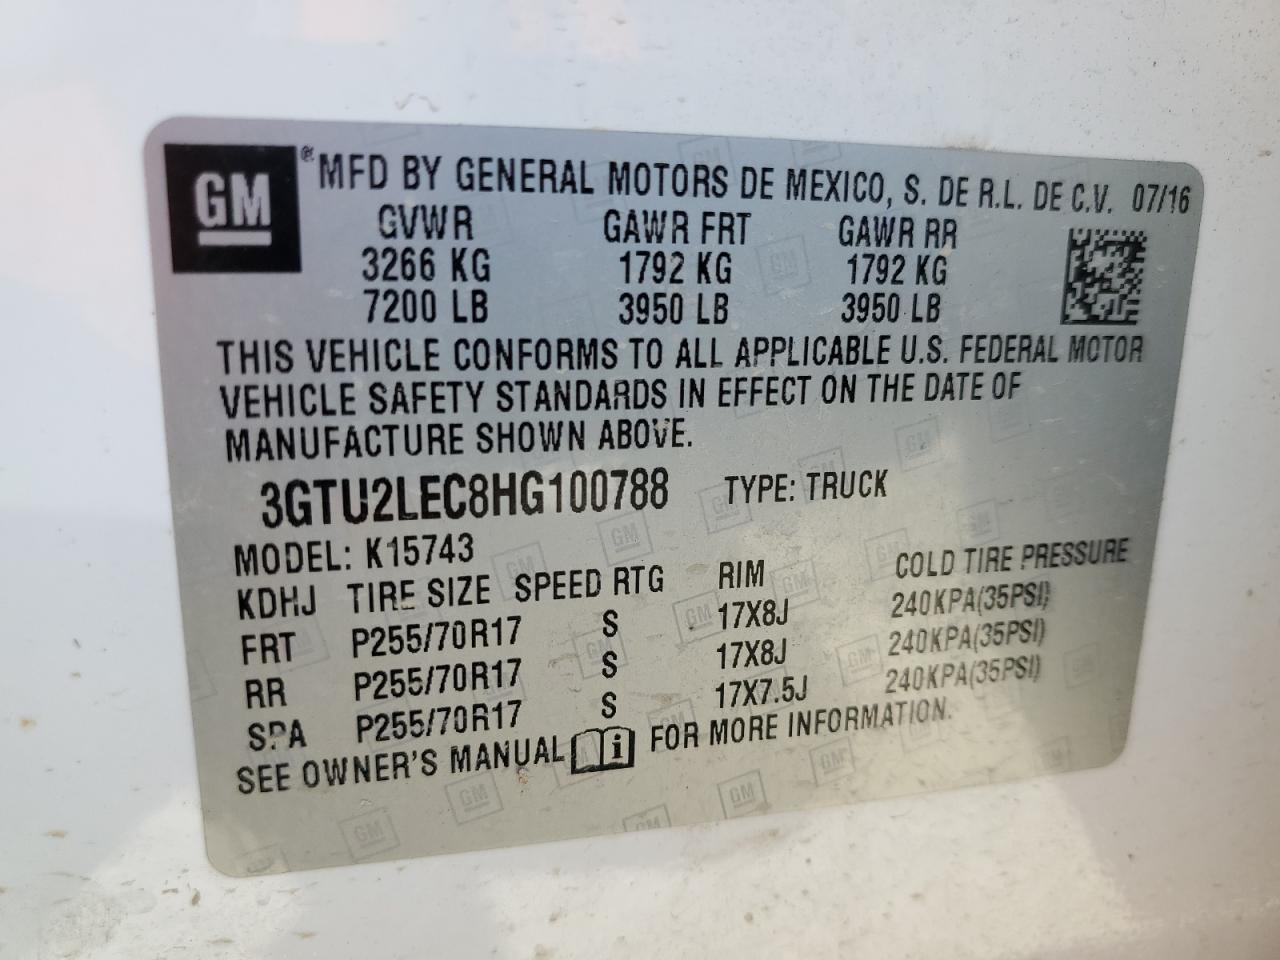 GM ® MFD BY GENERAL MOTORS DE MEXICO, S. DE R.L. DE C.V. 07/16
GVWR GAWR FRT GAWR RR
3266 KG 1792 KG 1792 KG
7200 LB 3950 LB 3950 LB
THIS VEHICLE CONFORMS TO ALL APPLICABLE U.S. FEDERAL MOTOR
VEHICLE SAFETY STANDARDS IN EFFECT ON THE DATE OF
MANUFACTURE SHOWN ABOVE.
3GTU2LEC8HG100788 TYPE: TRUCK
MODEL: K15743
KDHJ TIRE SIZE SPEED RTG RIM COLD TIRE PRESSURE
FRT P255/70R17 S 17X8J 240KPA(35PSI)
RR P255/70R17 S 17X8J 240KPA(35PSI)
SPA P255/70R17 S 17X7.5J 240KPA(35PSI)
SEE OWNER'S MANUAL i FOR MORE INFORMATION.